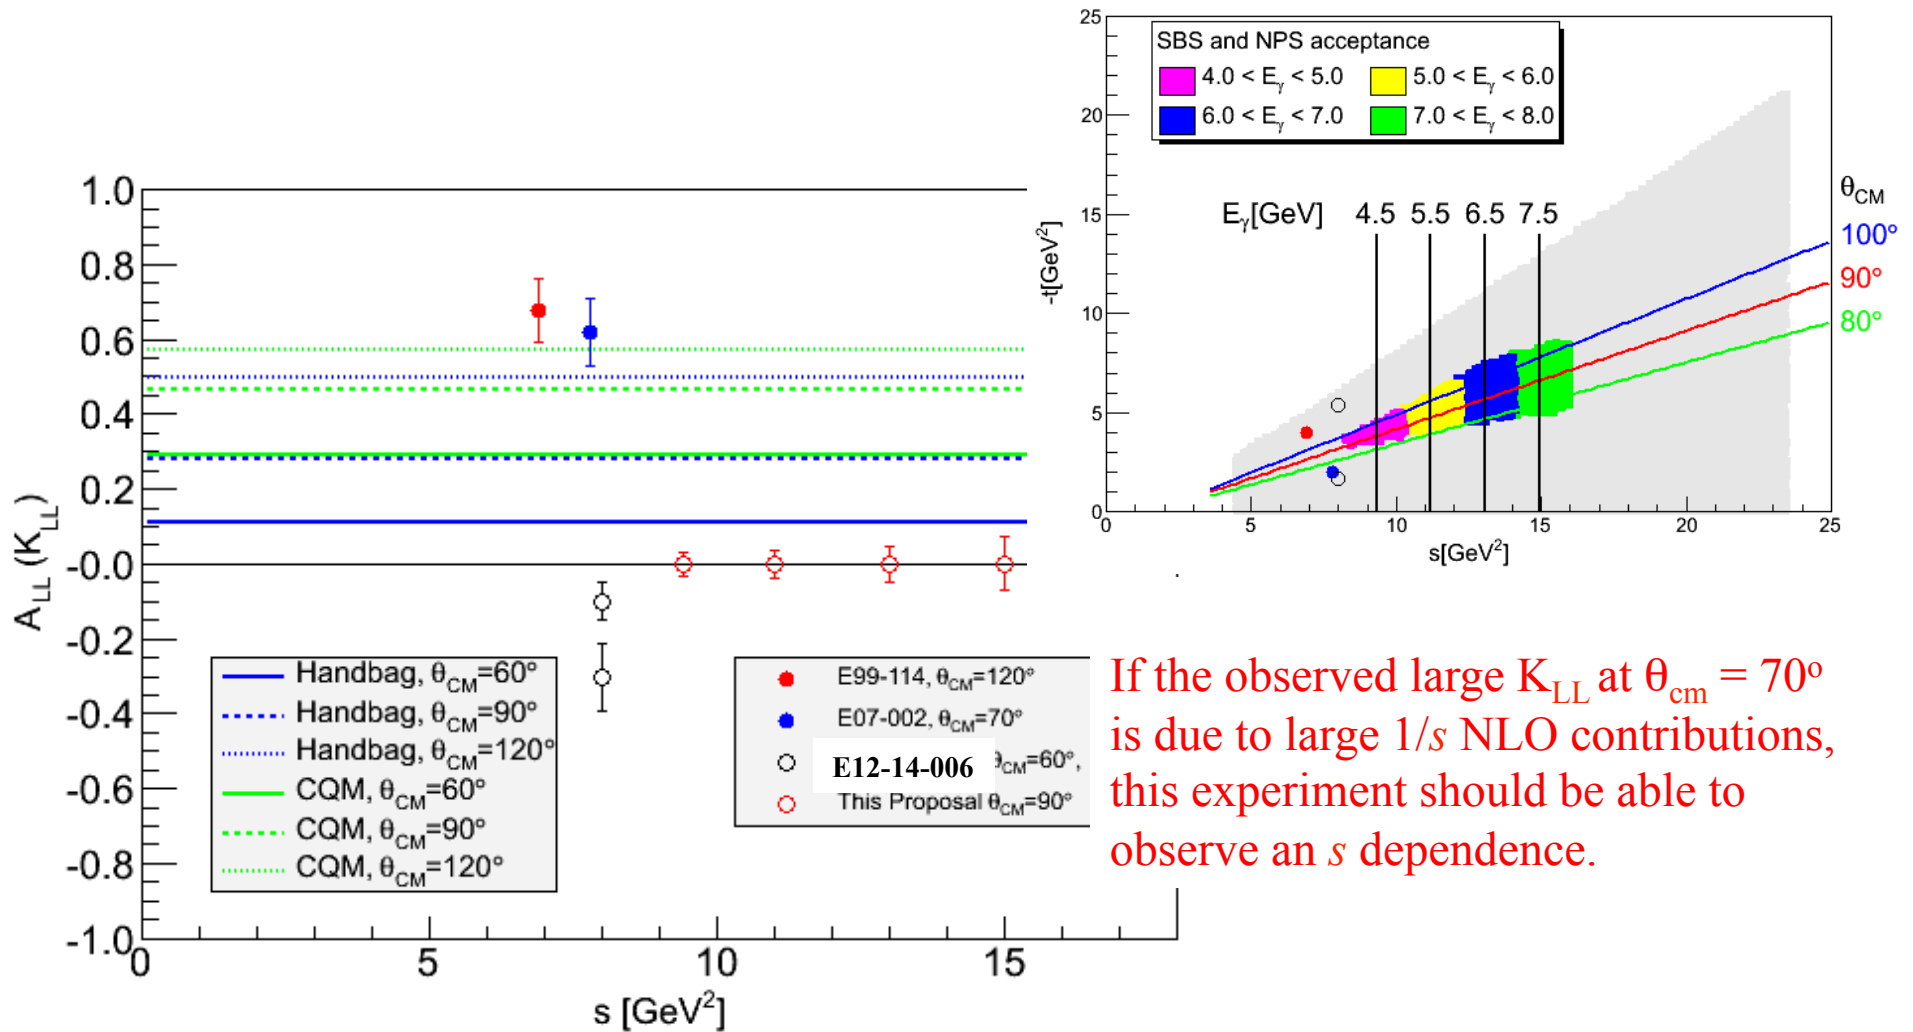 1.0
0.8
0.6
0.4
0.2
-0.0
-0.2
-0.4
-0.6
-0.8
-1.0
A_LL (K_LL)
0 5 10 15
s [GeV²]
Handbag, θ_CM=60°
Handbag, θ_CM=90°
Handbag, θ_CM=120°
CQM, θ_CM=60°
CQM, θ_CM=90°
CQM, θ_CM=120°
E99-114, θ_CM=120°
E07-002, θ_CM=70°
E12-14-006 θ_CM=60°,
This Proposal θ_CM=90°
SBS and NPS acceptance
4.0 < E_γ < 5.0 5.0 < E_γ < 6.0
6.0 < E_γ < 7.0 7.0 < E_γ < 8.0
E_γ[GeV] 4.5 5.5 6.5 7.5
θ_CM
100°
90°
80°
25
20
15
10
5
0
-t[GeV²]
0 5 10 15 20 25
s[GeV²]
If the observed large K_LL at θ_cm = 70°
is due to large 1/s NLO contributions,
this experiment should be able to
observe an s dependence.